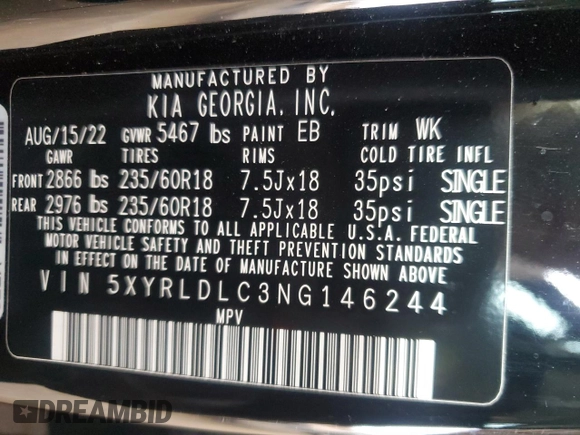 MANUFACTURED BY
KIA GEORGIA, INC.
AUG/15/22 GVWR 5467 lbs PAINT EB TRIM WK
GAWR TIRES RIMS COLD TIRE INFL
FRONT 2866 lbs 235/60R18 7.5Jx18 35psi SINGLE
REAR 2976 lbs 235/60R18 7.5Jx18 35psi SINGLE
THIS VEHICLE CONFORMS TO ALL APPLICABLE U.S.A. FEDERAL
MOTOR VEHICLE SAFETY AND THEFT PREVENTION STANDARDS
IN EFFECT ON THE DATE OF MANUFACTURE SHOWN ABOVE.
VIN 5XYRLDLC3NG146244
MPV
DREAMBID